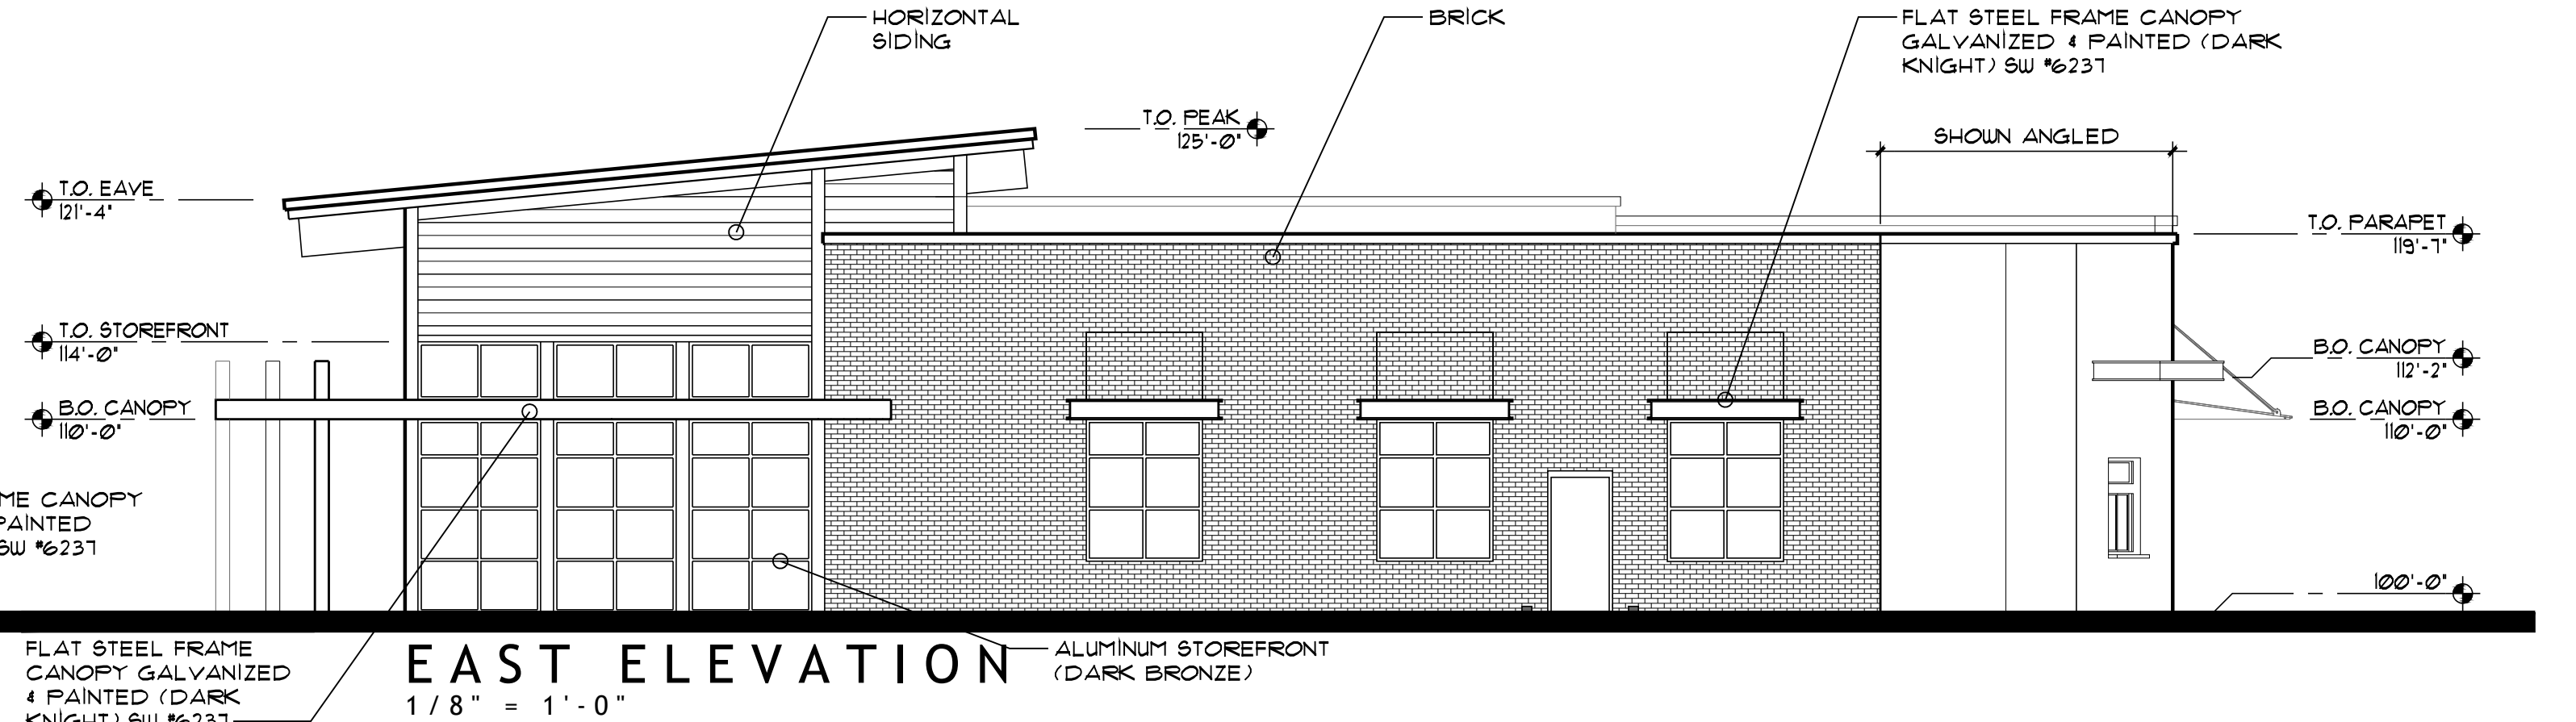 HORIZONTAL
SIDING
BRICK
FLAT STEEL FRAME CANOPY
GALVANIZED & PAINTED (DARK
KNIGHT) SW #6237
T.O. PEAK
125'-0"
SHOWN ANGLED
T.O. EAVE
121'-4"
T.O. PARAPET
119'-7"
T.O. STOREFRONT
114'-0"
B.O. CANOPY
112'-2"
B.O. CANOPY
110'-0"
B.O. CANOPY
110'-0"
ME CANOPY
PAINTED
SW #6237
100'-0"
FLAT STEEL FRAME
CANOPY GALVANIZED
& PAINTED (DARK
KNIGHT) SW #6237
EAST ELEVATION
1/8" = 1'-0"
ALUMINUM STOREFRONT
(DARK BRONZE)